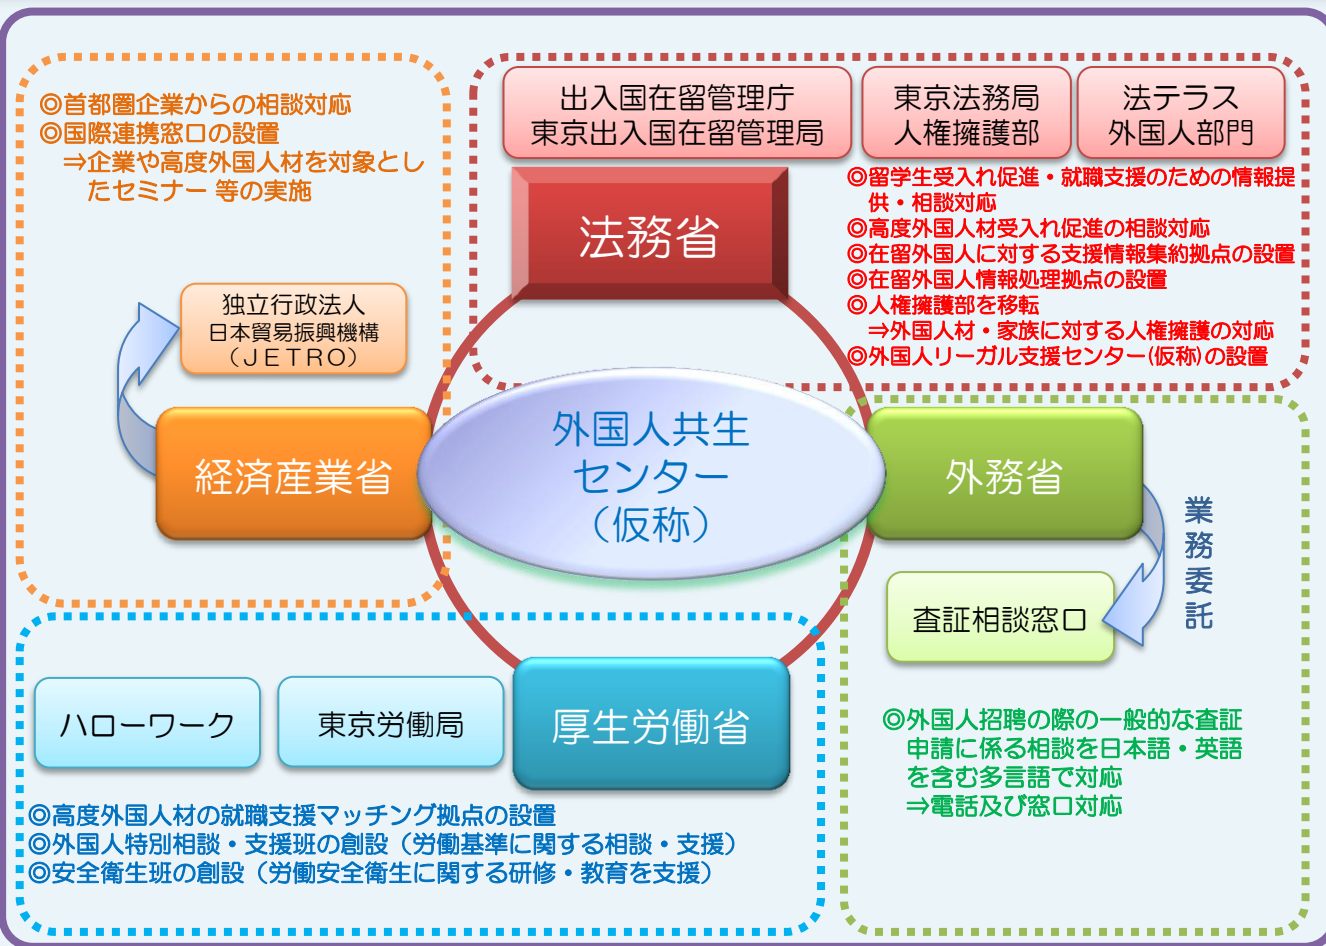 ◎首都圏企業からの相談対応
◎国際連携窓口の設置
⇒企業や高度外国人材を対象とし
たセミナー 等の実施
独立行政法人
日本貿易振興機構
（ＪＥＴＲＯ）
経済産業省
出入国在留管理庁
東京出入国在留管理局
東京法務局
人権擁護部
法テラス
外国人部門
法務省
◎留学生受入れ促進・就職支援のための情報提
供・相談対応
◎高度外国人材受入れ促進の相談対応
◎在留外国人に対する支援情報集約拠点の設置
◎在留外国人情報処理拠点の設置
◎人権擁護部を移転
⇒外国人材・家族に対する人権擁護の対応
◎外国人リーガル支援センター(仮称)の設置
外国人共生
センター
（仮称）
外務省
業務委託
査証相談窓口
◎外国人招聘の際の一般的な査証
申請に係る相談を日本語・英語
を含む多言語で対応
⇒電話及び窓口対応
ハローワーク
東京労働局
厚生労働省
◎高度外国人材の就職支援マッチング拠点の設置
◎外国人特別相談・支援班の創設（労働基準に関する相談・支援）
◎安全衛生班の創設（労働安全衛生に関する研修・教育を支援）